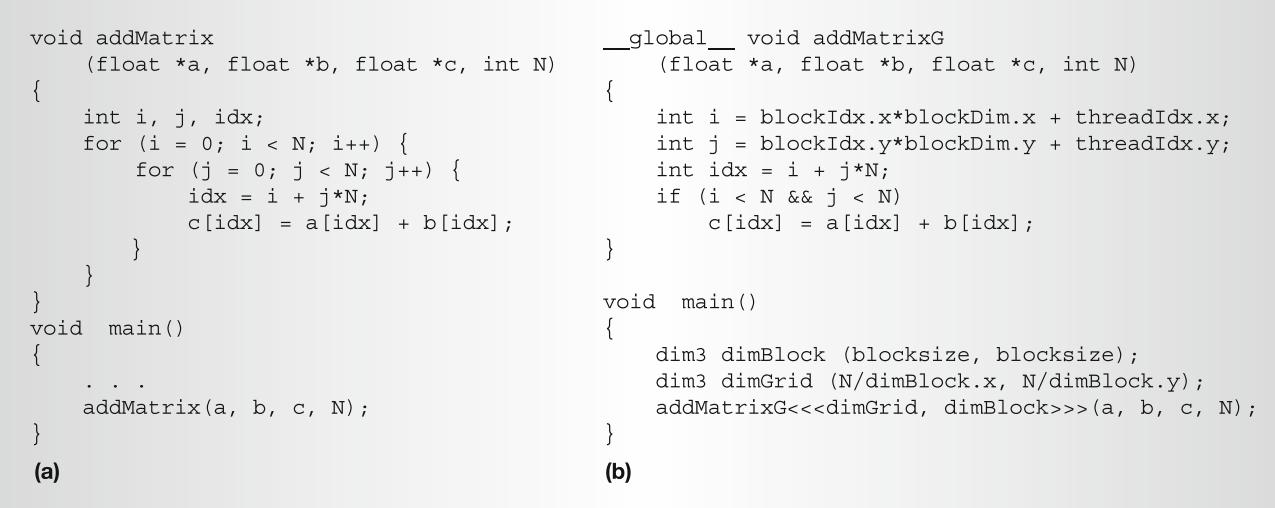 void addMatrix
    (float *a, float *b, float *c, int N)
{
    int i, j, idx;
    for (i = 0; i < N; i++) {
        for (j = 0; j < N; j++) {
            idx = i + j*N;
            c[idx] = a[idx] + b[idx];
        }
    }
}
void  main()
{
    . . .
    addMatrix(a, b, c, N);
}
(a)
__global__ void addMatrixG
    (float *a, float *b, float *c, int N)
{
    int i = blockIdx.x*blockDim.x + threadIdx.x;
    int j = blockIdx.y*blockDim.y + threadIdx.y;
    int idx = i + j*N;
    if (i < N && j < N)
        c[idx] = a[idx] + b[idx];
}
void  main()
{
    dim3 dimBlock (blocksize, blocksize);
    dim3 dimGrid (N/dimBlock.x, N/dimBlock.y);
    addMatrixG<<<dimGrid, dimBlock>>>(a, b, c, N);
}
(b)